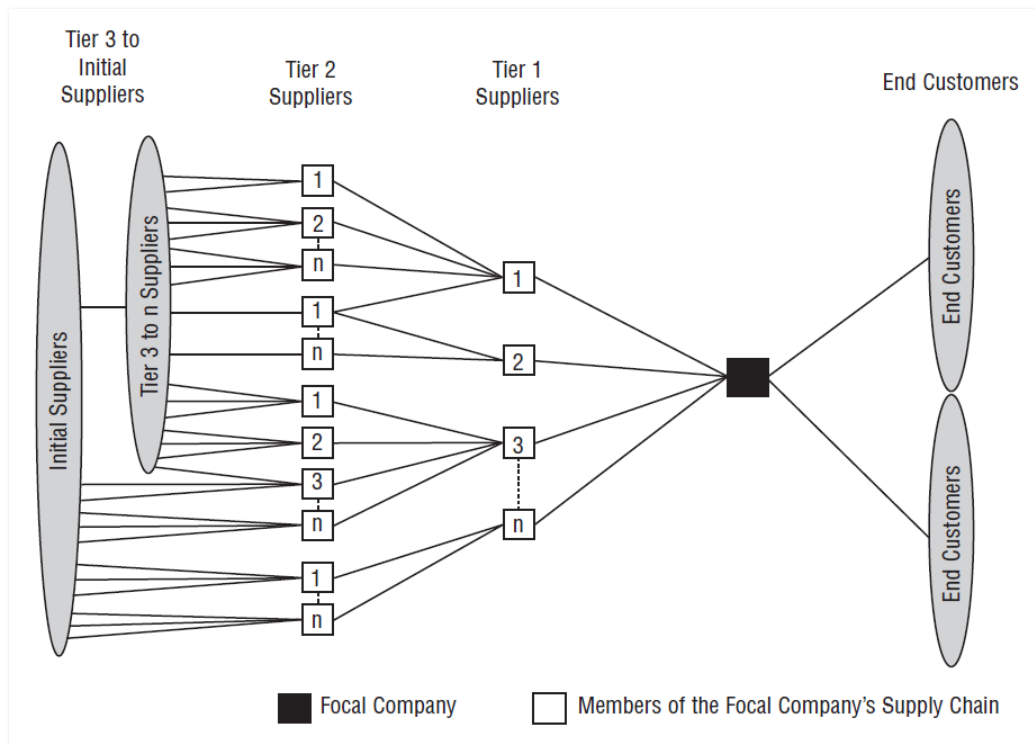 Tier 3 to
Initial
Suppliers
Tier 2
Suppliers
Tier 1
Suppliers
End Customers
Initial Suppliers
Tier 3 to n Suppliers
1
2
n
1
n
1
2
3
n
1
n
1
2
3
n
End Customers
End Customers
Focal Company
Members of the Focal Company's Supply Chain